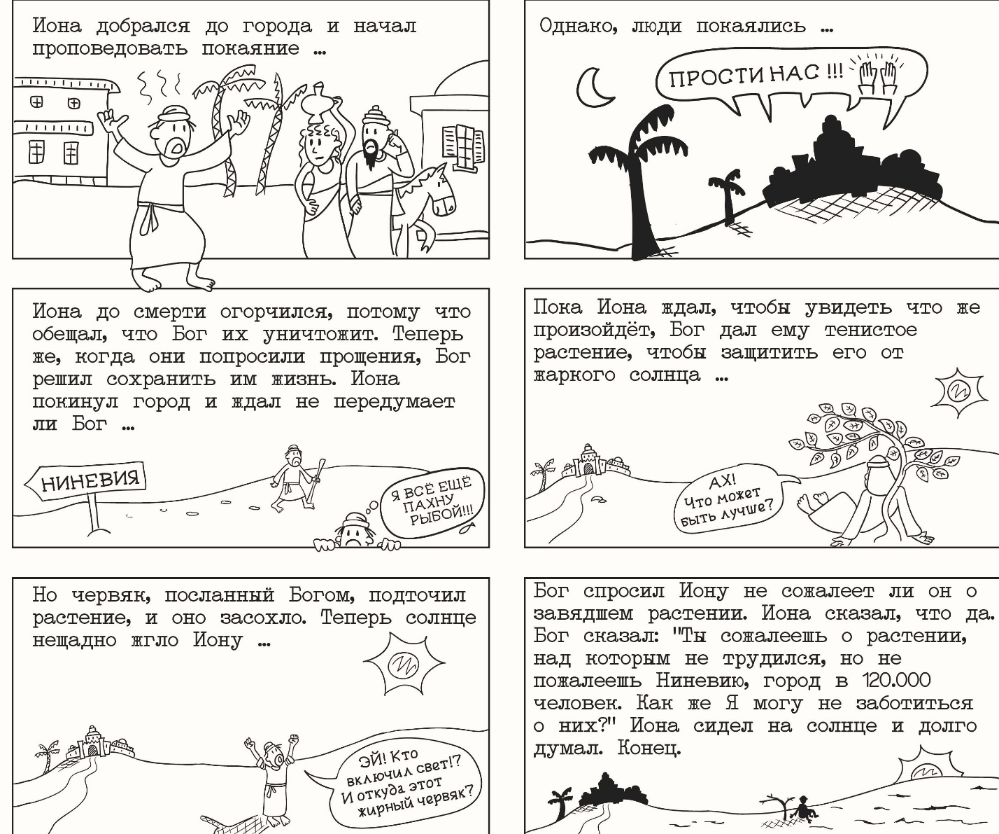 Иона добрался до города и начал
проповедовать покаяние ...
Однако, люди покаялись ...
ПРОСТИ НАС !!!
Иона до смерти огорчился, потому что
обещал, что Бог их уничтожит. Теперь
же, когда они попросили прощения, Бог
решил сохранить им жизнь. Иона
покинул город и ждал не передумает
ли Бог ...
НИНЕВИЯ
Я ВСЁ ЕЩЁ
ПАХНУ
РЫБОЙ!!!
Пока Иона ждал, чтобы увидеть что же
произойдёт, Бог дал ему тенистое
растение, чтобы защитить его от
жаркого солнца ...
АХ!
Что может
быть лучше?
Но червяк, посланный Богом, подточил
растение, и оно засохло. Теперь солнце
нещадно жгло Иону ...
ЭЙ! Кто
включил свет!?
И откуда этот
жирный червяк?
Бог спросил Иону не сожалеет ли он о
завядшем растении. Иона сказал, что да.
Бог сказал: "Ты сожалеешь о растении,
над которым не трудился, но не
пожалеешь Ниневию, город в 120.000
человек. Как же Я могу не заботиться
о них?" Иона сидел на солнце и долго
думал. Конец.